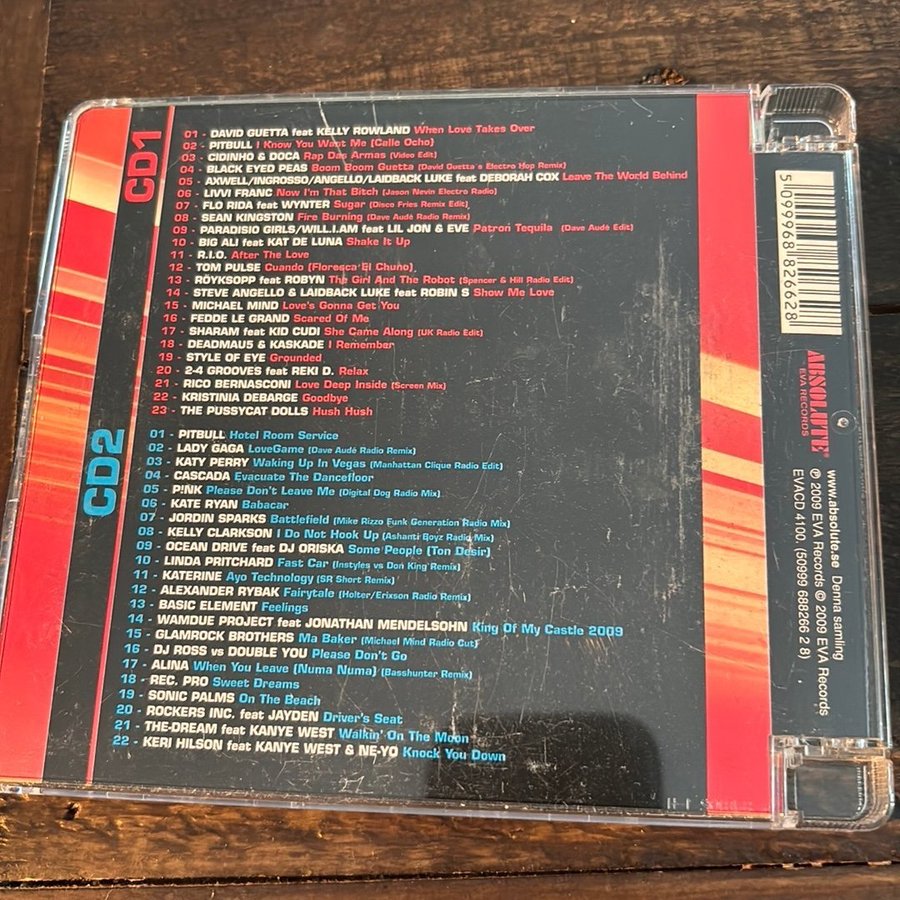 CD1
01 - DAVID GUETTA feat KELLY ROWLAND When Love Takes Over
02 - PITBULL I Know You Want Me (Calle Ocho)
03 - CIDINHO & DOCA Rap Das Armas (Video Edit)
04 - BLACK EYED PEAS Boom Boom Guetta (David Guetta's Electro Hop Remix)
05 - AXWELL/INGROSSO/ANGELLO/LAIDBACK LUKE feat DEBORAH COX Leave The World Behind
06 - LIVVI FRANC Now I'm That Bitch (Jason Nevin Electro Radio)
07 - FLO RIDA feat WYNTER Sugar (Disco Fries Remix Edit)
08 - SEAN KINGSTON Fire Burning (Dave Audé Radio Remix)
09 - PARADISIO GIRLS/WILL.I.AM feat LIL JON & EVE Patron Tequila (Dave Audé Edit)
10 - BIG ALI feat KAT DE LUNA Shake It Up
11 - R.I.O. After The Love
12 - TOM PULSE Cuando (Floresca El Chuno)
13 - RÖYKSOPP feat ROBYN The Girl And The Robot (Spencer & Hill Radio Edit)
14 - STEVE ANGELLO & LAIDBACK LUKE feat ROBIN S Show Me Love
15 - MICHAEL MIND Love's Gonna Get You
16 - FEDDE LE GRAND Scared Of Me
17 - SHARAM feat KID CUDI She Came Along (UK Radio Edit)
18 - DEADMAU5 & KASKADE I Remember
19 - STYLE OF EYE Grounded
20 - 2-4 GROOVES feat REKI D. Relax
21 - RICO BERNASCONI Love Deep Inside (Screen Mix)
22 - KRISTINIA DEBARGE Goodbye
23 - THE PUSSYCAT DOLLS Hush Hush
CD2
01 - PITBULL Hotel Room Service
02 - LADY GAGA LoveGame (Dave Audé Radio Remix)
03 - KATY PERRY Waking Up In Vegas (Manhattan Clique Radio Edit)
04 - CASCADA Evacuate The Dancefloor
05 - P!NK Please Don't Leave Me (Digital Dog Radio Mix)
06 - KATE RYAN Babacar
07 - JORDIN SPARKS Battlefield (Mike Rizzo Funk Generation Radio Mix)
08 - KELLY CLARKSON I Do Not Hook Up (Ashanti Boyz Radio Mix)
09 - OCEAN DRIVE feat DJ ORISKA Some People (Ton Desir)
10 - LINDA PRITCHARD Fast Car (Instyles vs Don King Remix)
11 - KATERINE Ayo Technology (SR Short Remix)
12 - ALEXANDER RYBAK Fairytale (Holter/Erixson Radio Remix)
13 - BASIC ELEMENT Feelings
14 - WAMDUE PROJECT feat JONATHAN MENDELSOHN King Of My Castle 2009
15 - GLAMROCK BROTHERS Ma Baker (Michael Mind Radio Cut)
16 - DJ ROSS vs DOUBLE YOU Please Don't Go
17 - ALINA When You Leave (Numa Numa) (Basshunter Remix)
18 - REC. PRO Sweet Dreams
19 - SONIC PALMS On The Beach
20 - ROCKERS INC. feat JAYDEN Driver's Seat
21 - THE-DREAM feat KANYE WEST Walkin' On The Moon
22 - KERI HILSON feat KANYE WEST & NE-YO Knock You Down
5 099968 826628
ABSOLUTE®
EVA RECORDS
www.absolute.se Denna samling
℗ 2009 EVA Records © 2009 EVA Records
EVACD 4100, (50999 688266 2 8)